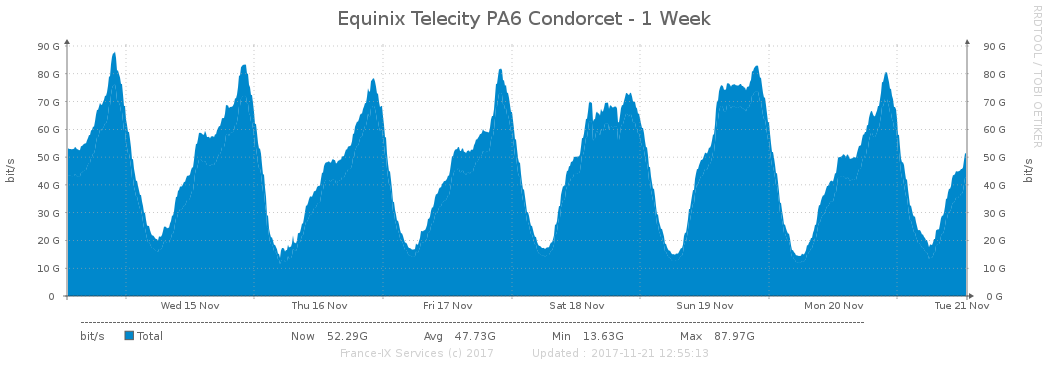 Equinix Telecity PA6 Condorcet - 1 Week
RRDTOOL / TOBI OETIKER
bit/s
90 G
80 G
70 G
60 G
50 G
40 G
30 G
20 G
10 G
0
90 G
80 G
70 G
60 G
50 G
40 G
30 G
20 G
10 G
0 G
bit/s
Wed 15 Nov Thu 16 Nov Fri 17 Nov Sat 18 Nov Sun 19 Nov Mon 20 Nov Tue 21 Nov
bit/s Total Now 52.29G Avg 47.73G Min 13.63G Max 87.97G
France-IX Services (c) 2017 Updated : 2017-11-21 12:55:13